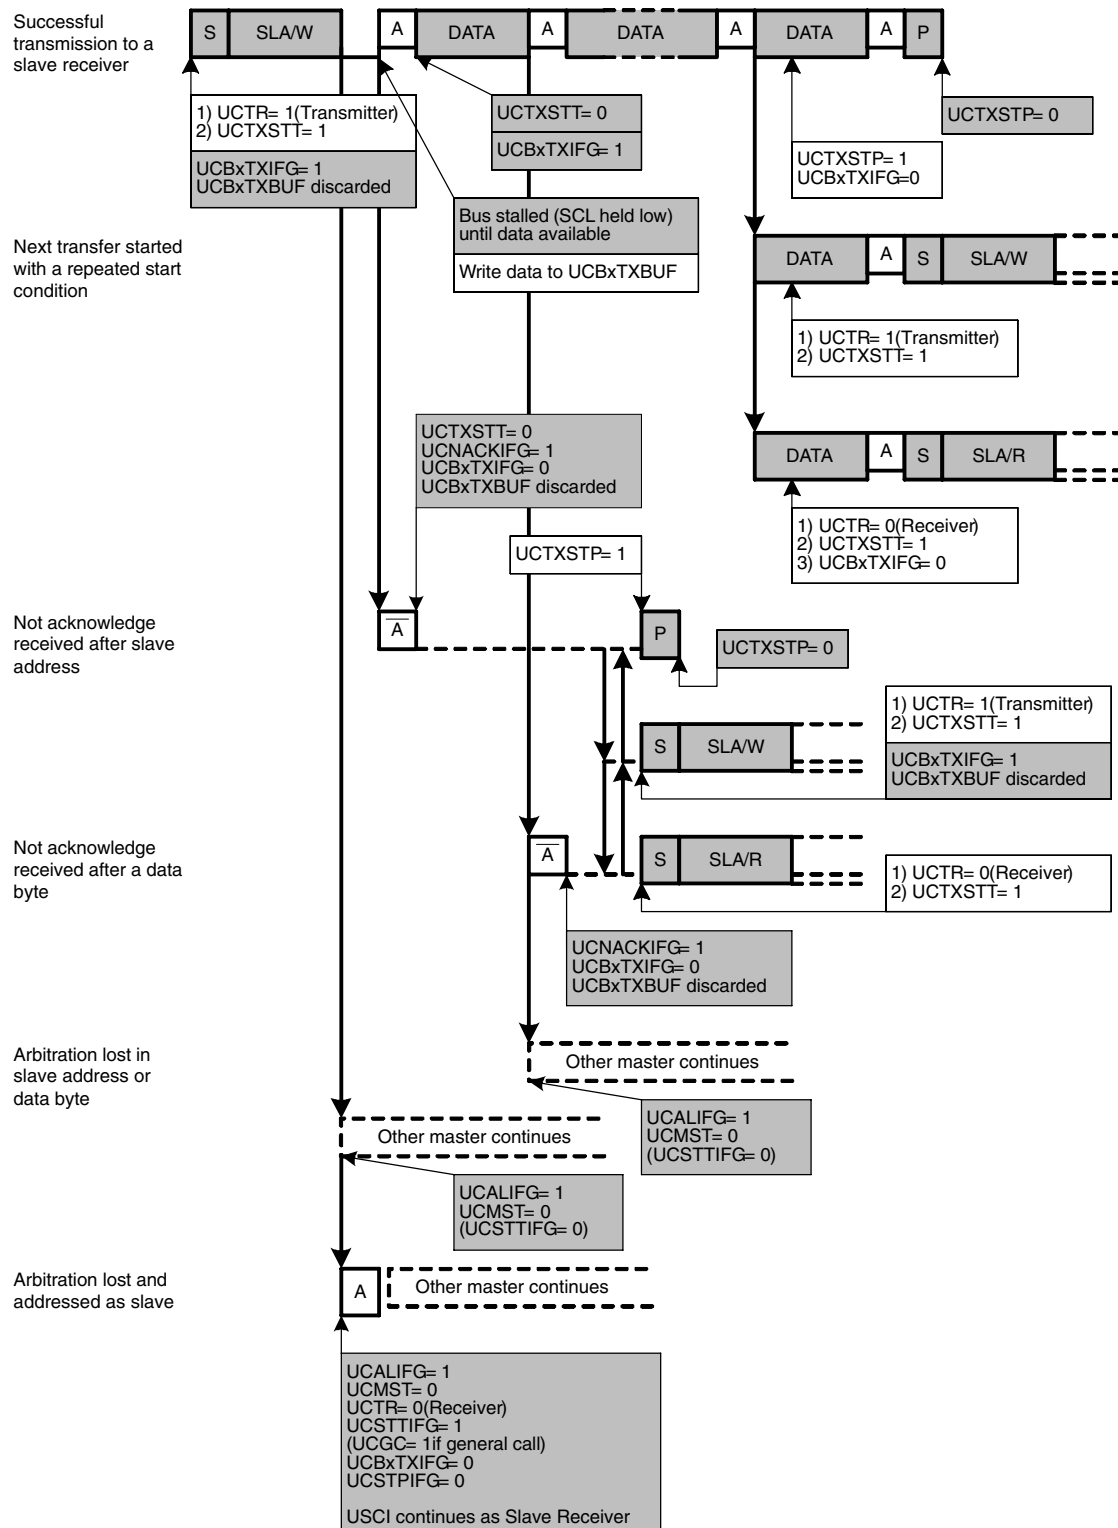 Successful
transmission to a
slave receiver
S
SLA/W
A
DATA
A
DATA
A
DATA
A
P
1) UCTR= 1(Transmitter)
2) UCTXSTT= 1
UCBxTXIFG= 1
UCBxTXBUF discarded
UCTXSTT= 0
UCBxTXIFG= 1
UCTXSTP= 0
UCTXSTP= 1
UCBxTXIFG=0
Bus stalled (SCL held low)
until data available
Write data to UCBxTXBUF
Next transfer started
with a repeated start
condition
DATA
A
S
SLA/W
1) UCTR= 1(Transmitter)
2) UCTXSTT= 1
DATA
A
S
SLA/R
1) UCTR= 0(Receiver)
2) UCTXSTT= 1
3) UCBxTXIFG= 0
UCTXSTT= 0
UCNACKIFG= 1
UCBxTXIFG= 0
UCBxTXBUF discarded
UCTXSTP= 1
Not acknowledge
received after slave
address
A
P
UCTXSTP= 0
1) UCTR= 1(Transmitter)
2) UCTXSTT= 1
UCBxTXIFG= 1
UCBxTXBUF discarded
S
SLA/W
Not acknowledge
received after a data
byte
A
S
SLA/R
1) UCTR= 0(Receiver)
2) UCTXSTT= 1
UCNACKIFG= 1
UCBxTXIFG= 0
UCBxTXBUF discarded
Arbitration lost in
slave address or
data byte
Other master continues
UCALIFG= 1
UCMST= 0
(UCSTTIFG= 0)
Other master continues
UCALIFG= 1
UCMST= 0
(UCSTTIFG= 0)
Arbitration lost and
addressed as slave
A
Other master continues
UCALIFG= 1
UCMST= 0
UCTR= 0(Receiver)
UCSTTIFG= 1
(UCGC= 1if general call)
UCBxTXIFG= 0
UCSTPIFG= 0
USCI continues as Slave Receiver